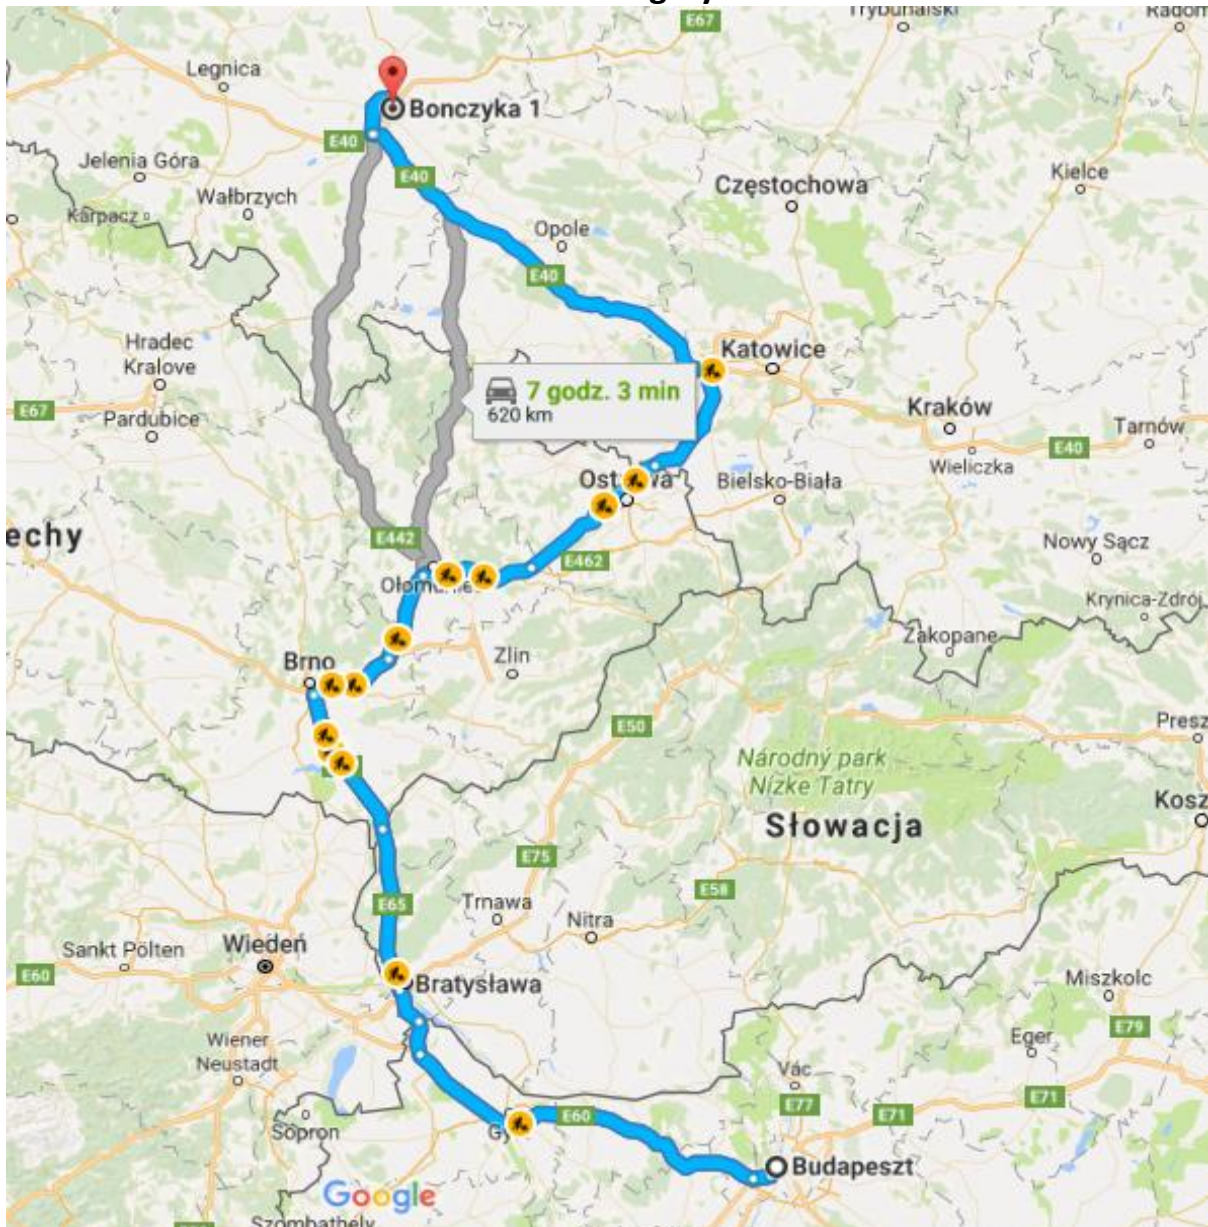 E67
Legnica
Bonczyka 1
E40
Jelenia Góra
E40
Kielce
Częstochowa
Wałbrzych
Karpacz
Opole
E40
Hradec
Kralove
Katowice
7 godz. 3 min
620 km
E67
Pardubice
Kraków
Tarnów
E40
Wieliczka
Bielsko-Biała
echy
E442
Nowy Sącz
E462
Krynica-Zdrój
Zakopane
Brno
Zlin
E50
Presz
Národný park
Nízke Tatry
Kosz
Słowacja
E75
E58
E65
Trnawa
Nitra
Sankt Pölten
Wiedeń
E60
Bratysława
Miszkolc
E79
Wiener
Neustadt
Eger
Vác
E77
E71
E71
E60
Sopron
Budapeszt
Google